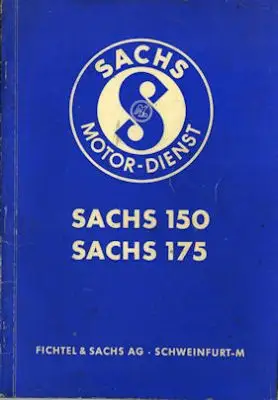 SACHS
MOTOR-DIENST
SACHS 150
SACHS 175
FICHTEL & SACHS AG · SCHWEINFURT-M